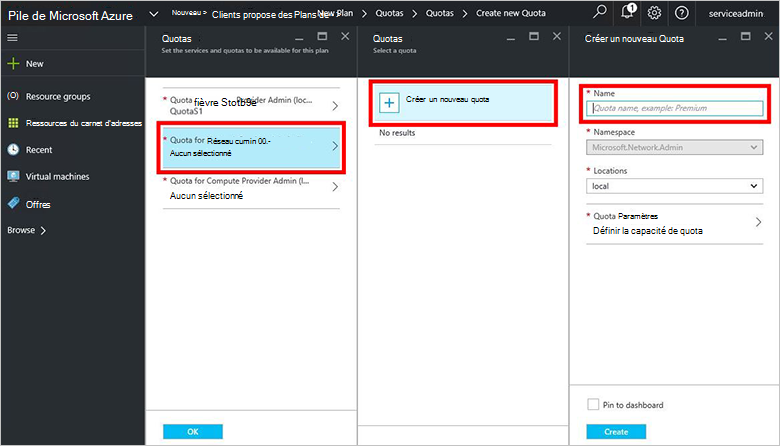 Pile de Microsoft Azure
Nouveau > Clients propose des Plans de P New Plan > Quotas > Quotas > Create new Quota
1
serviceadmin
New
Resource groups
Ressources du carnet d'adresses
Recent
Virtual machines
Offres
Browse >
Quotas
Set the services and quotas to be available for this plan
* Quota fièvre Provider Admin (loc...
QuotaS1
* Quota for Réseau cumin 00.-
Aucun sélectionné
* Quota for Compute Provider Admin (l...
Aucun sélectionné
OK
Quotas
Select a quota
Créer un nouveau quota
No results
Créer un nouveau Quota
* Name
Quota name, example: Premium
* Namespace
Microsoft.Network.Admin
* Locations
local
* Quota Paramètres
Définir la capacité de quota
Pin to dashboard
Create